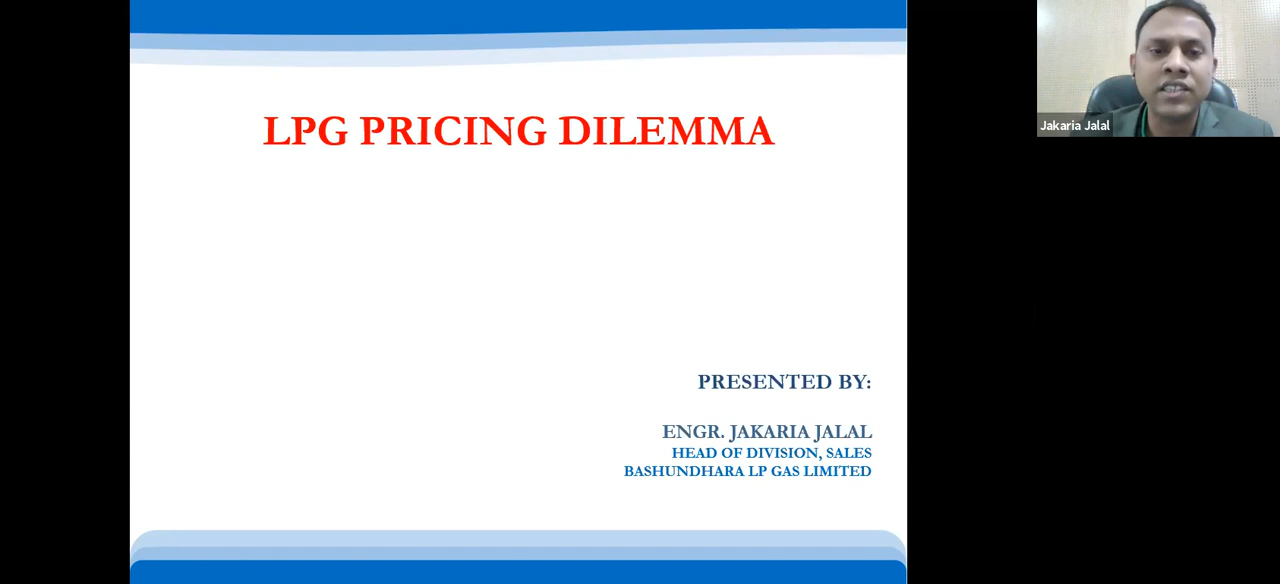 LPG PRICING DILEMMA
PRESENTED BY:
ENGR. JAKARIA JALAL
HEAD OF DIVISION, SALES
BASHUNDHARA LP GAS LIMITED
Jakaria Jalal